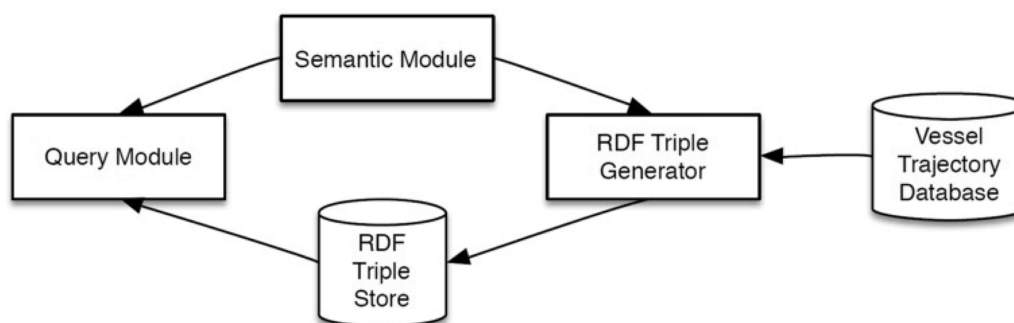 Semantic Module
Query Module
RDF Triple
Generator
Vessel
Trajectory
Database
RDF
Triple
Store